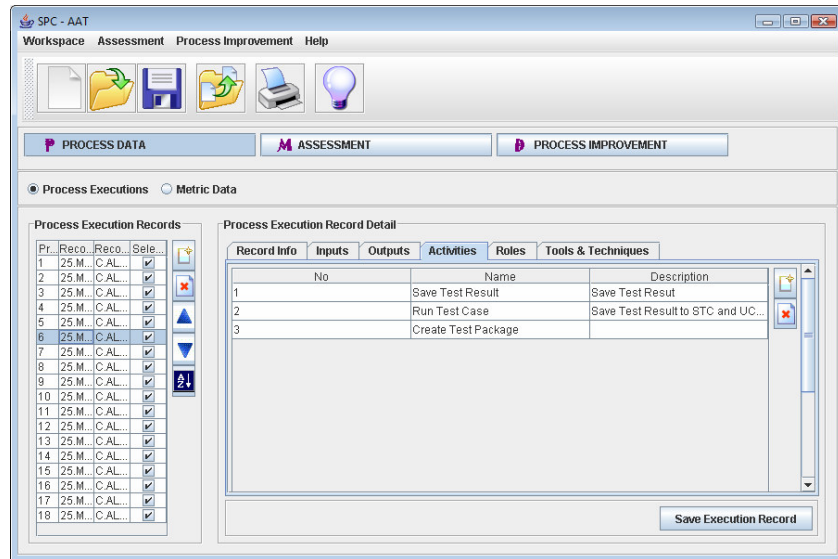 SPC - AAT
Workspace Assessment Process Improvement Help
P PROCESS DATA M ASSESSMENT PROCESS IMPROVEMENT
Process Executions Metric Data
Process Execution Records Process Execution Record Detail
Record Info Inputs Outputs Activities Roles Tools & Techniques
Pr... Reco... Reco... Sele...
No Name Description
1 25.M... C.AL...
2 25.M... C.AL...
3 25.M... C.AL...
4 25.M... C.AL...
5 25.M... C.AL...
6 25.M... C.AL...
7 25.M... C.AL...
8 25.M... C.AL...
9 25.M... C.AL...
10 25.M... C.AL...
11 25.M... C.AL...
12 25.M... C.AL...
13 25.M... C.AL...
14 25.M... C.AL...
15 25.M... C.AL...
16 25.M... C.AL...
17 25.M... C.AL...
18 25.M... C.AL...
A Z
1 Save Test Result Save Test Resut
2 Run Test Case Save Test Result to STC and UC...
3 Create Test Package
Save Execution Record